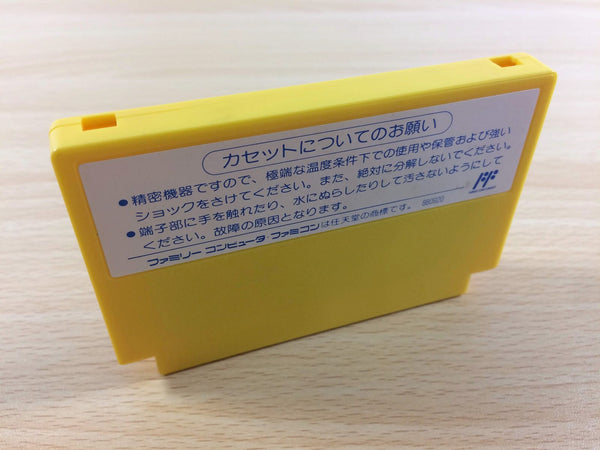 カセットについてのお願い
●精密機器ですので、極端な温度条件下での使用や保管および強い
ショックをさけてください。また、絶対に分解しないでください。
●端子部に手を触れたり、水にぬらしたりして汚さないようにして
ください。故障の原因となります。
ファミリーコンピュータ・ファミコンは任天堂の商標です。 880920